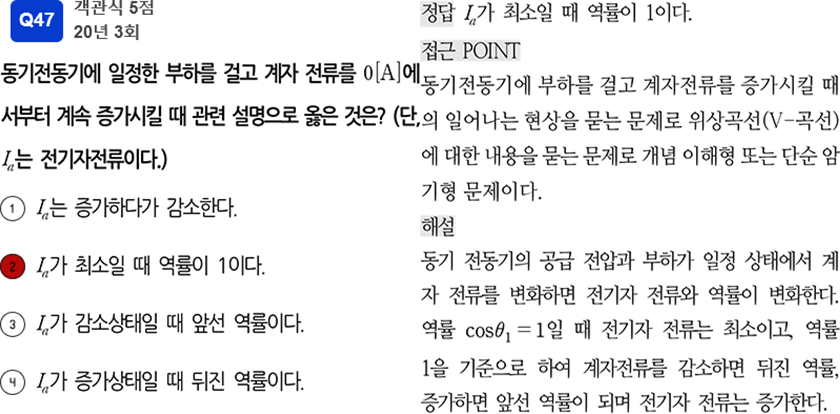 Q47
객관식 5점
20년 3회
동기전동기에 일정한 부하를 걸고 계자 전류를 0[A]에
서부터 계속 증가시킬 때 관련 설명으로 옳은 것은? (단,
Iₐ는 전기자전류이다.)
1 Iₐ는 증가하다가 감소한다.
2 Iₐ가 최소일 때 역률이 1이다.
3 Iₐ가 감소상태일 때 앞선 역률이다.
4 Iₐ가 증가상태일 때 뒤진 역률이다.
정답 Iₐ가 최소일 때 역률이 1이다.
접근 POINT
동기전동기에 부하를 걸고 계자전류를 증가시킬 때
의 일어나는 현상을 묻는 문제로 위상곡선(V-곡선)
에 대한 내용을 묻는 문제로 개념 이해형 또는 단순 암
기형 문제이다.
해설
동기 전동기의 공급 전압과 부하가 일정 상태에서 계
자 전류를 변화하면 전기자 전류와 역률이 변화한다.
역률 cosθ₁ = 1일 때 전기자 전류는 최소이고, 역률
1을 기준으로 하여 계자전류를 감소하면 뒤진 역률,
증가하면 앞선 역률이 되며 전기자 전류는 증가한다.